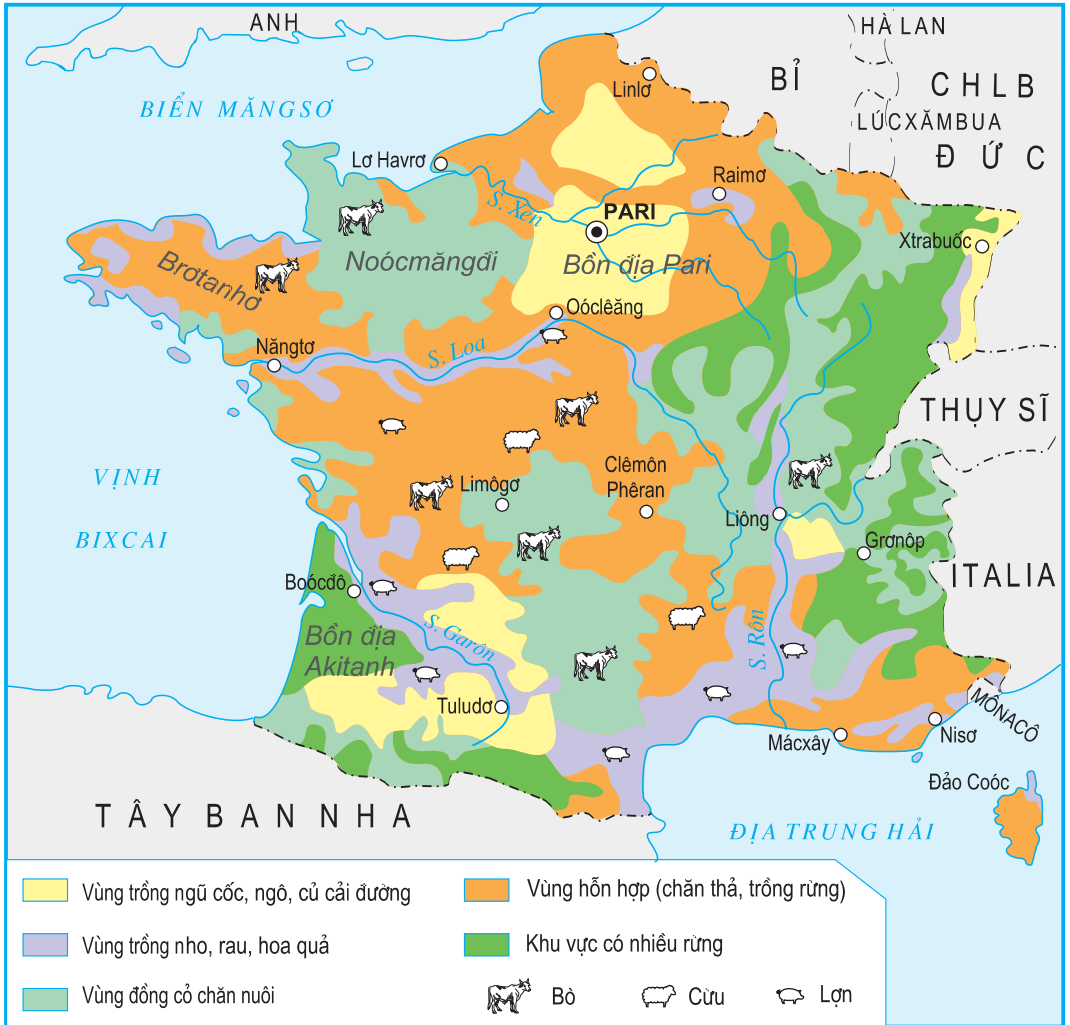 ANH
HÀ LAN
BỈ
CHLB
BIỂN MĂNGSƠ
Linlơ
LÚCXĂMBUA
ĐỨC
Lơ Havrơ
Raimơ
S. Xen
PARI
Xtrabuốc
Brơtanhơ
Noócmăngđi
Bồn địa Pari
Oóclêăng
Năngtơ
S. Loa
THỤY SĨ
VỊNH
BIXCAI
Limôgơ
Clêmôn
Phêran
Liông
Grơnôp
ITALIA
Boócđô
Bồn địa
Akitanh
S. Garôn
S. Rôn
Tuludơ
MÔNACÔ
Mácxây
Nisơ
Đảo Coóc
TÂY BAN NHA
ĐỊA TRUNG HẢI
Vùng trồng ngũ cốc, ngô, củ cải đường
Vùng hỗn hợp (chăn thả, trồng rừng)
Vùng trồng nho, rau, hoa quả
Khu vực có nhiều rừng
Vùng đồng cỏ chăn nuôi
Bò
Cừu
Lợn